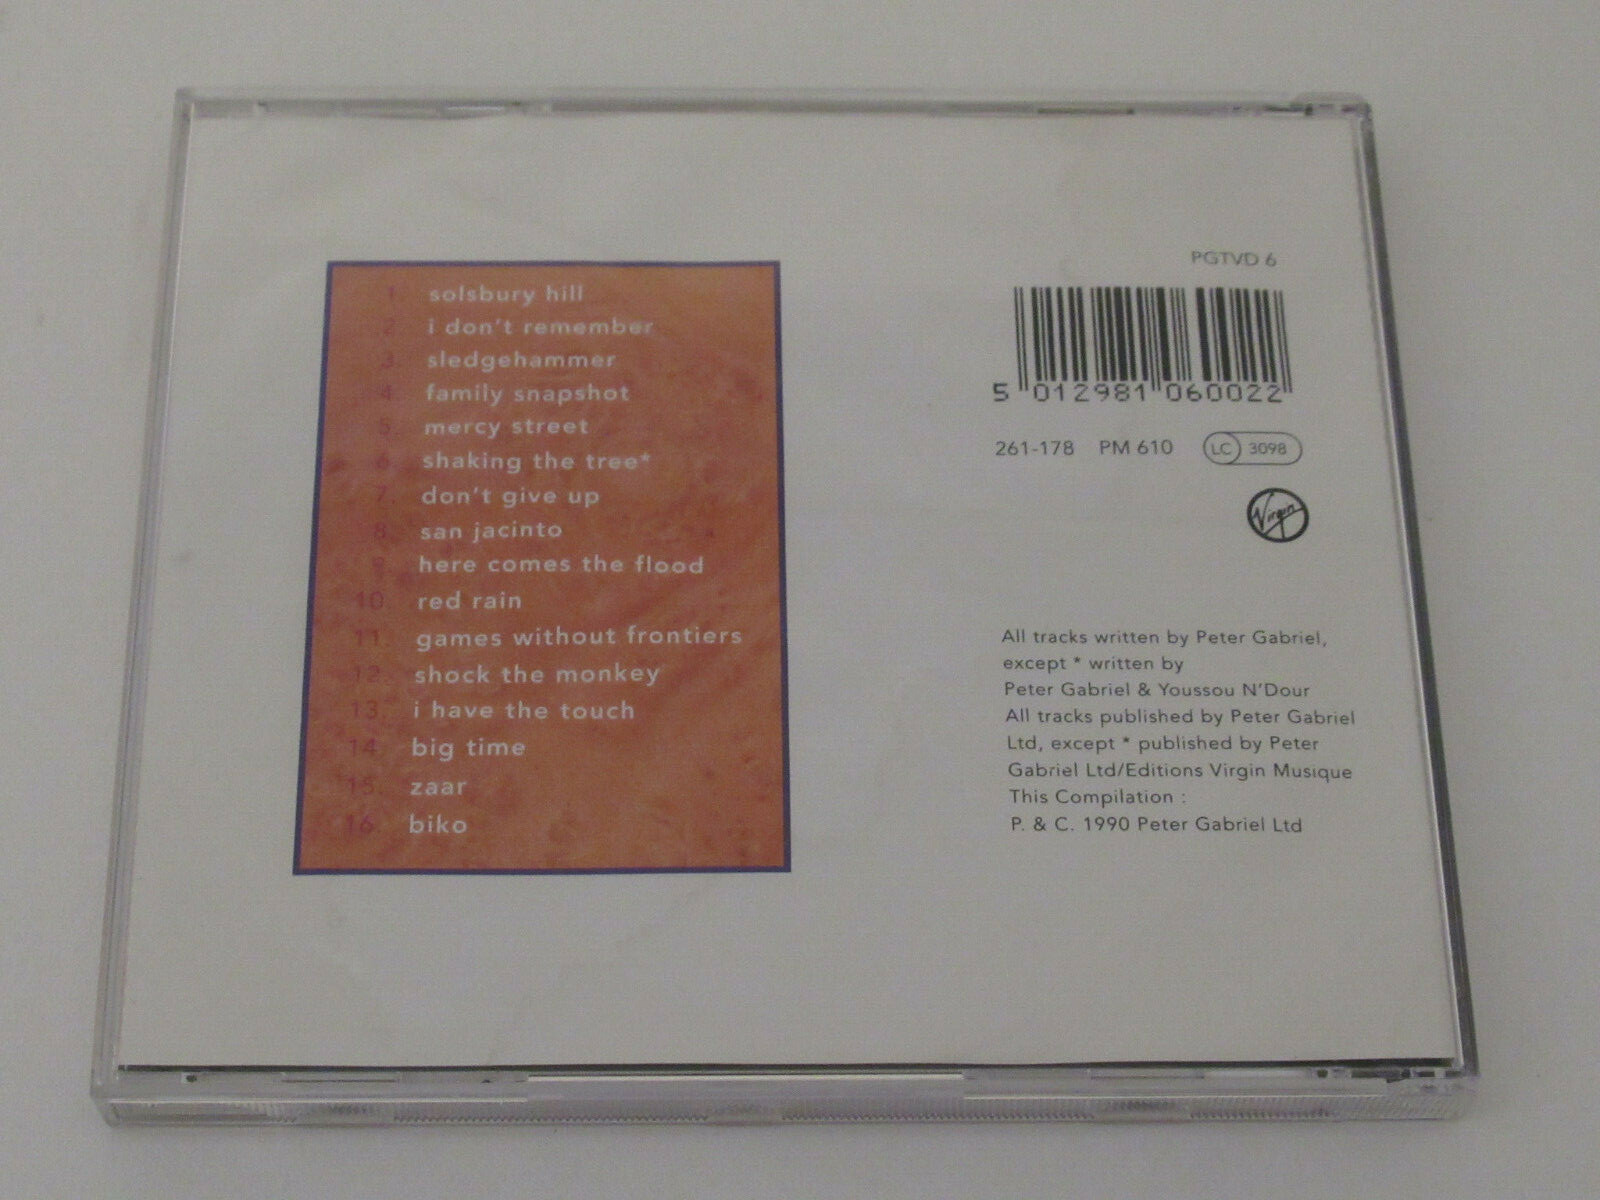 1. solsbury hill
2. i don't remember
3. sledgehammer
4. family snapshot
5. mercy street
6. shaking the tree*
7. don't give up
8. san jacinto
9. here comes the flood
10. red rain
11. games without frontiers
12. shock the monkey
13. i have the touch
14. big time
15. zaar
16. biko
PGTVD 6
5 012981 060022
261-178 PM 610 LC 3098
Virgin
All tracks written by Peter Gabriel,
except * written by
Peter Gabriel & Youssou N'Dour
All tracks published by Peter Gabriel
Ltd, except * published by Peter
Gabriel Ltd/Editions Virgin Musique
This Compilation :
P. & C. 1990 Peter Gabriel Ltd